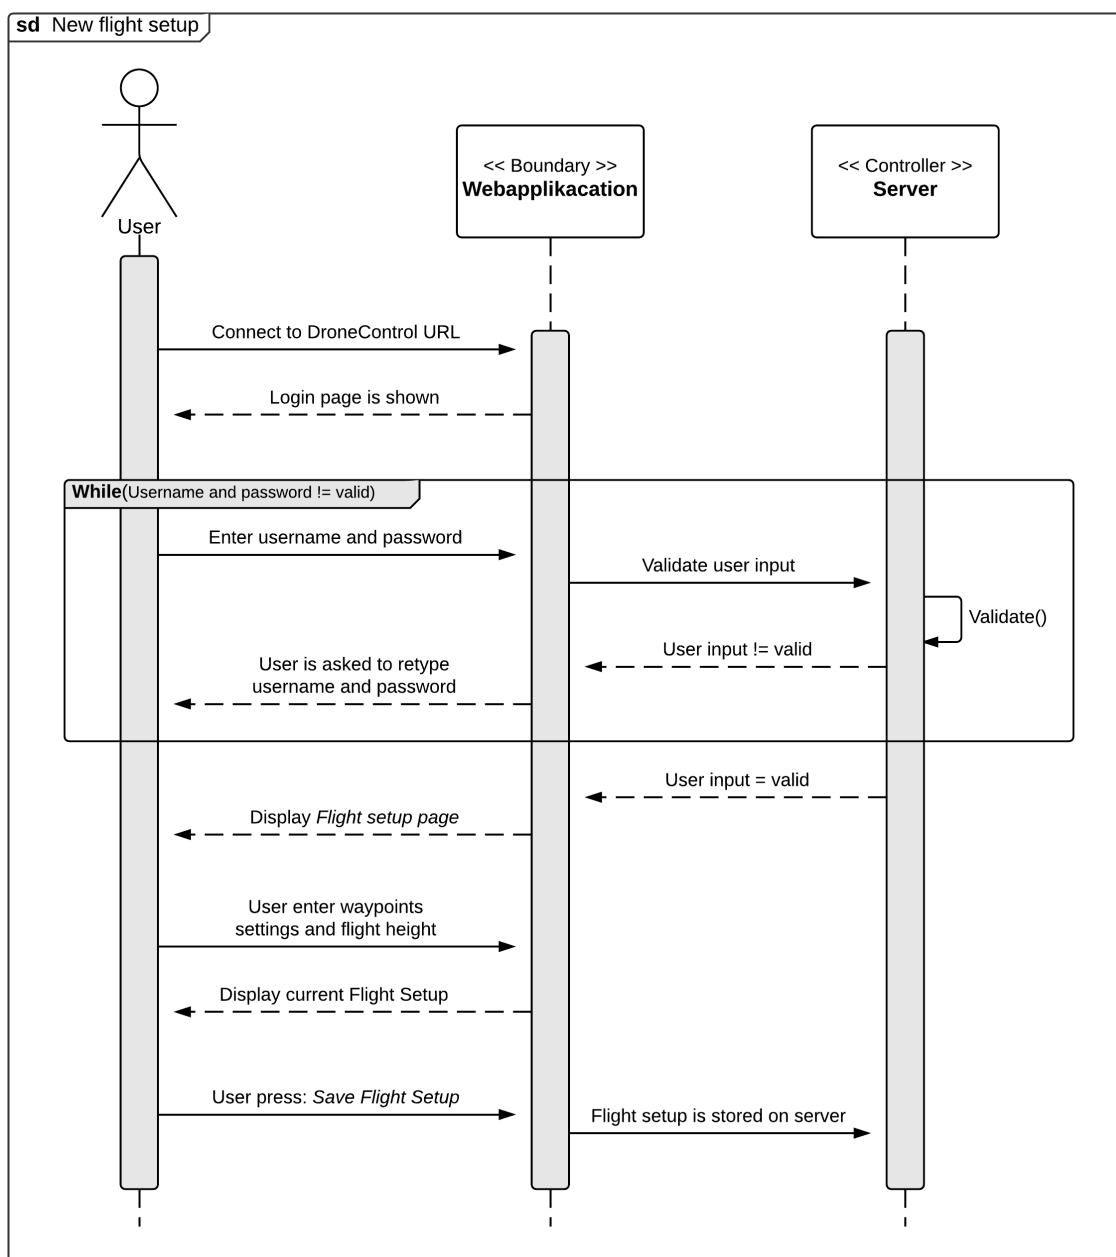 sd New flight setup
User
<< Boundary >>
Webapplikacation
<< Controller >>
Server
Connect to DroneControl URL
Login page is shown
While(Username and password != valid)
Enter username and password
Validate user input
Validate()
User input != valid
User is asked to retype
username and password
User input = valid
Display Flight setup page
User enter waypoints
settings and flight height
Display current Flight Setup
User press: Save Flight Setup
Flight setup is stored on server